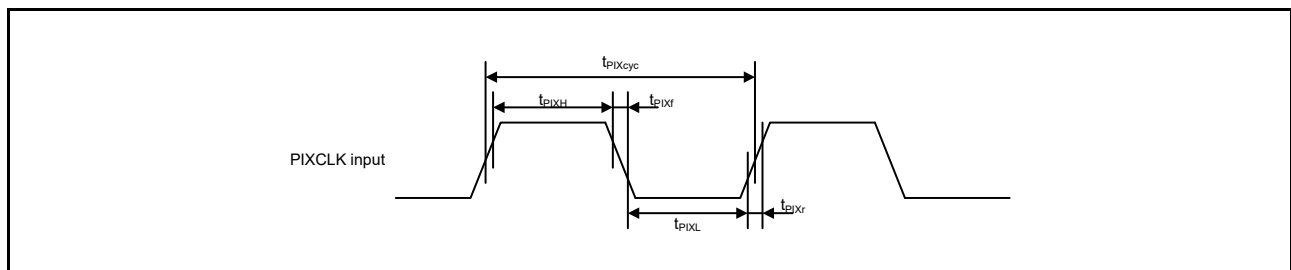 tPIXcyc
tPIXH
tPIXf
PIXCLK input
tPIXL
tPIXr